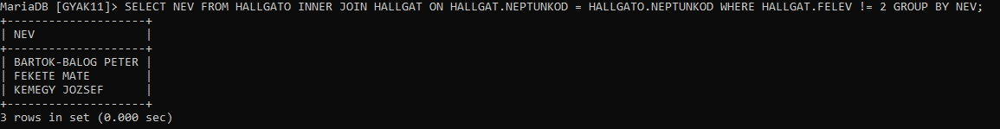 MariaDB [GYAK11]> SELECT NEV FROM HALLGATO INNER JOIN HALLGAT ON HALLGAT.NEPTUNKOD = HALLGATO.NEPTUNKOD WHERE HALLGAT.FELEV != 2 GROUP BY NEV;
+--------------------+
| NEV                |
+--------------------+
| BARTOK-BALOG PETER |
| FEKETE MATE        |
| KEMEGY JOZSEF      |
+--------------------+
3 rows in set (0.000 sec)